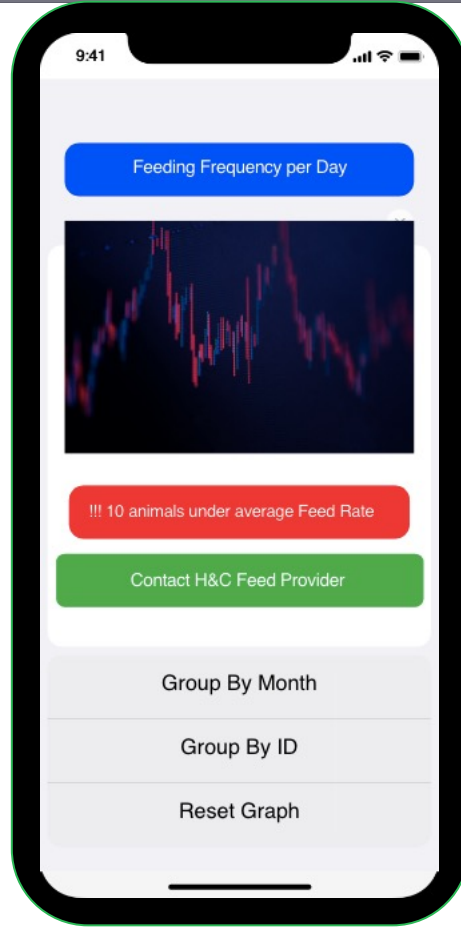 9:41
Feeding Frequency per Day
!!! 10 animals under average Feed Rate
Contact H&C Feed Provider
Group By Month
Group By ID
Reset Graph